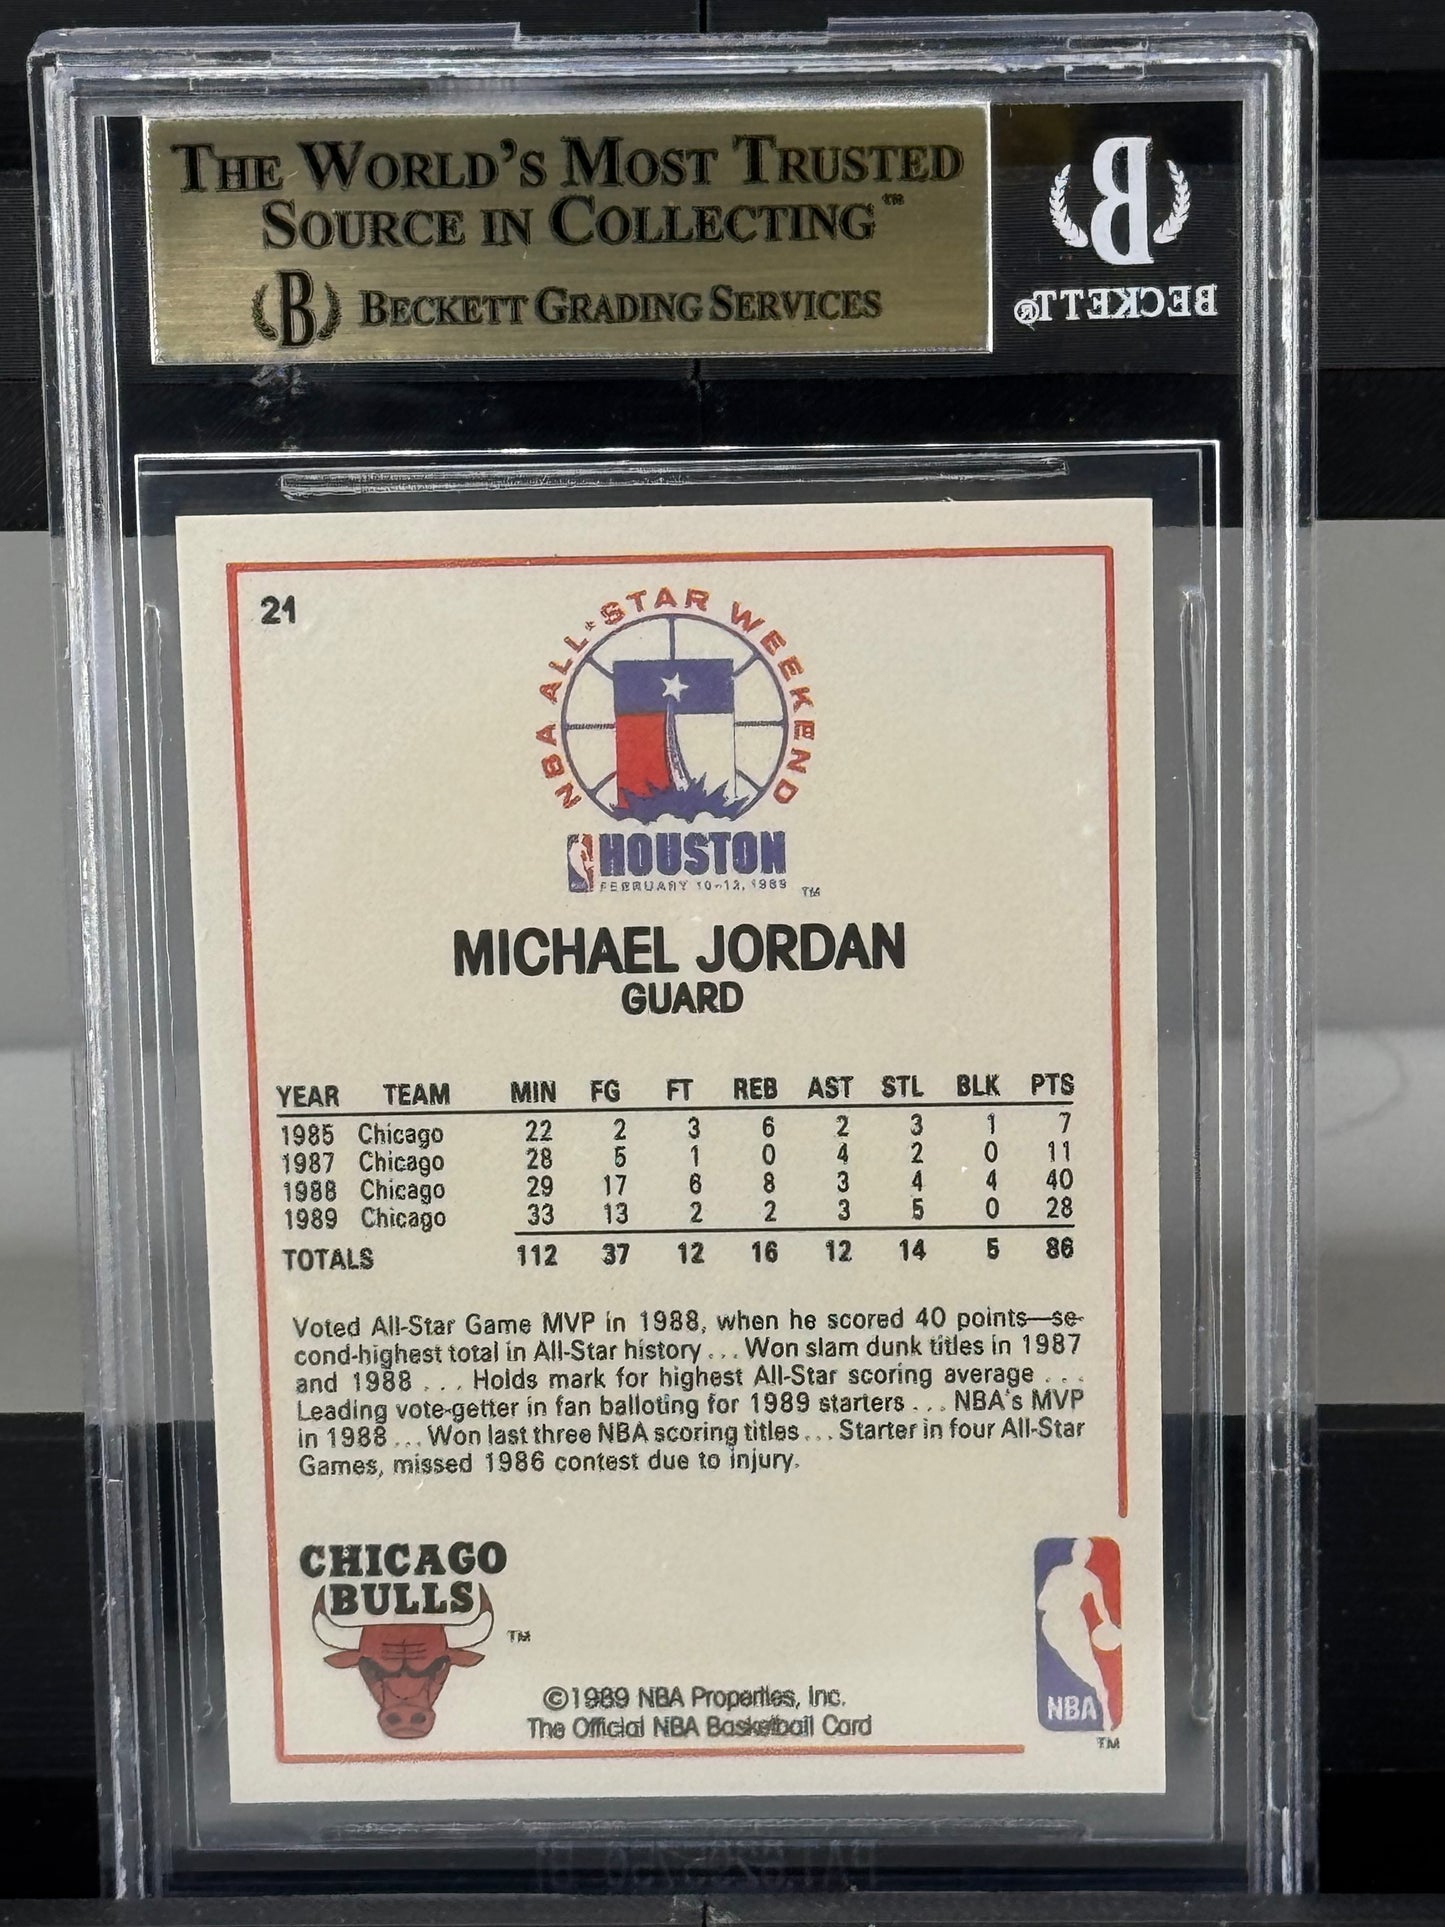 THE WORLD'S MOST TRUSTED
SOURCE IN COLLECTING™
B BECKETT GRADING SERVICES
B
BECKETT®
21
NBA ALL-STAR WEEKEND
HOUSTON
FEBRUARY 10-12, 1989 TM
MICHAEL JORDAN
GUARD
YEAR TEAM MIN FG FT REB AST STL BLK PTS
1985 Chicago 22 2 3 6 2 3 1 7
1987 Chicago 28 5 1 0 4 2 0 11
1988 Chicago 29 17 6 8 3 4 4 40
1989 Chicago 33 13 2 2 3 5 0 28
TOTALS 112 37 12 16 12 14 5 86
Voted All-Star Game MVP in 1988, when he scored 40 points—se-
cond-highest total in All-Star history . . . Won slam dunk titles in 1987
and 1988 . . . Holds mark for highest All-Star scoring average . . .
Leading vote-getter in fan balloting for 1989 starters . . . NBA's MVP
in 1988 . . . Won last three NBA scoring titles . . . Starter in four All-Star
Games, missed 1986 contest due to injury.
CHICAGO
BULLS
TM
©1989 NBA Properties, Inc.
The Official NBA Basketball Card
NBA
TM